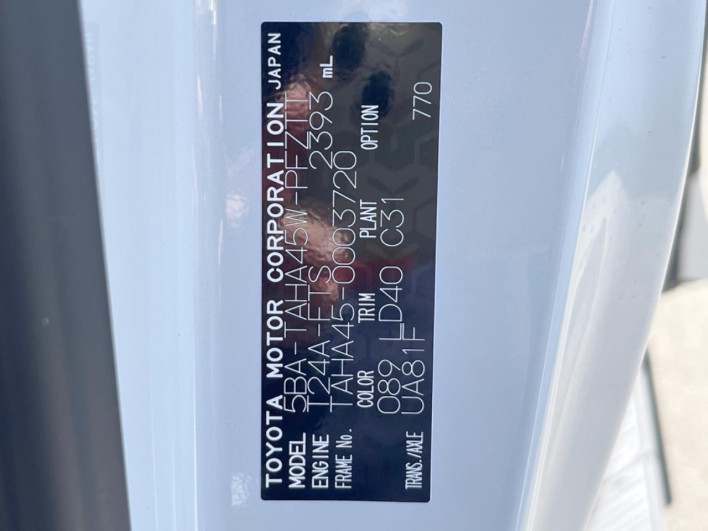 TOYOTA MOTOR CORPORATION JAPAN
MODEL 5BA-TAHA45W-PFZTT
ENGINE T24A-FTS 2393 mL
FRAME No. TAHA45-0003720
COLOR TRIM PLANT OPTION
089 LD40 C31 770
TRANS./AXLE UA81F